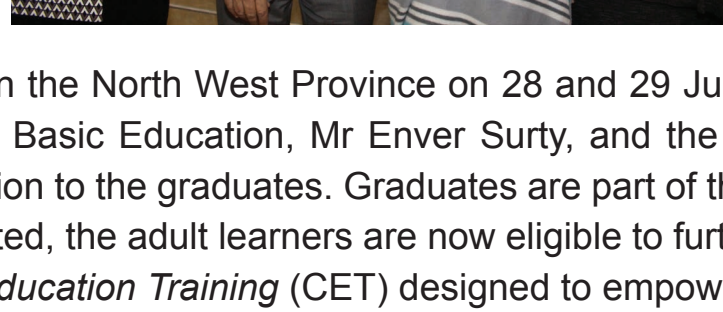 n the North West Province on 28 and 29 Ju
Basic Education, Mr Enver Surty, and the
ion to the graduates. Graduates are part of th
ted, the adult learners are now eligible to furt
ducation Training (CET) designed to empow